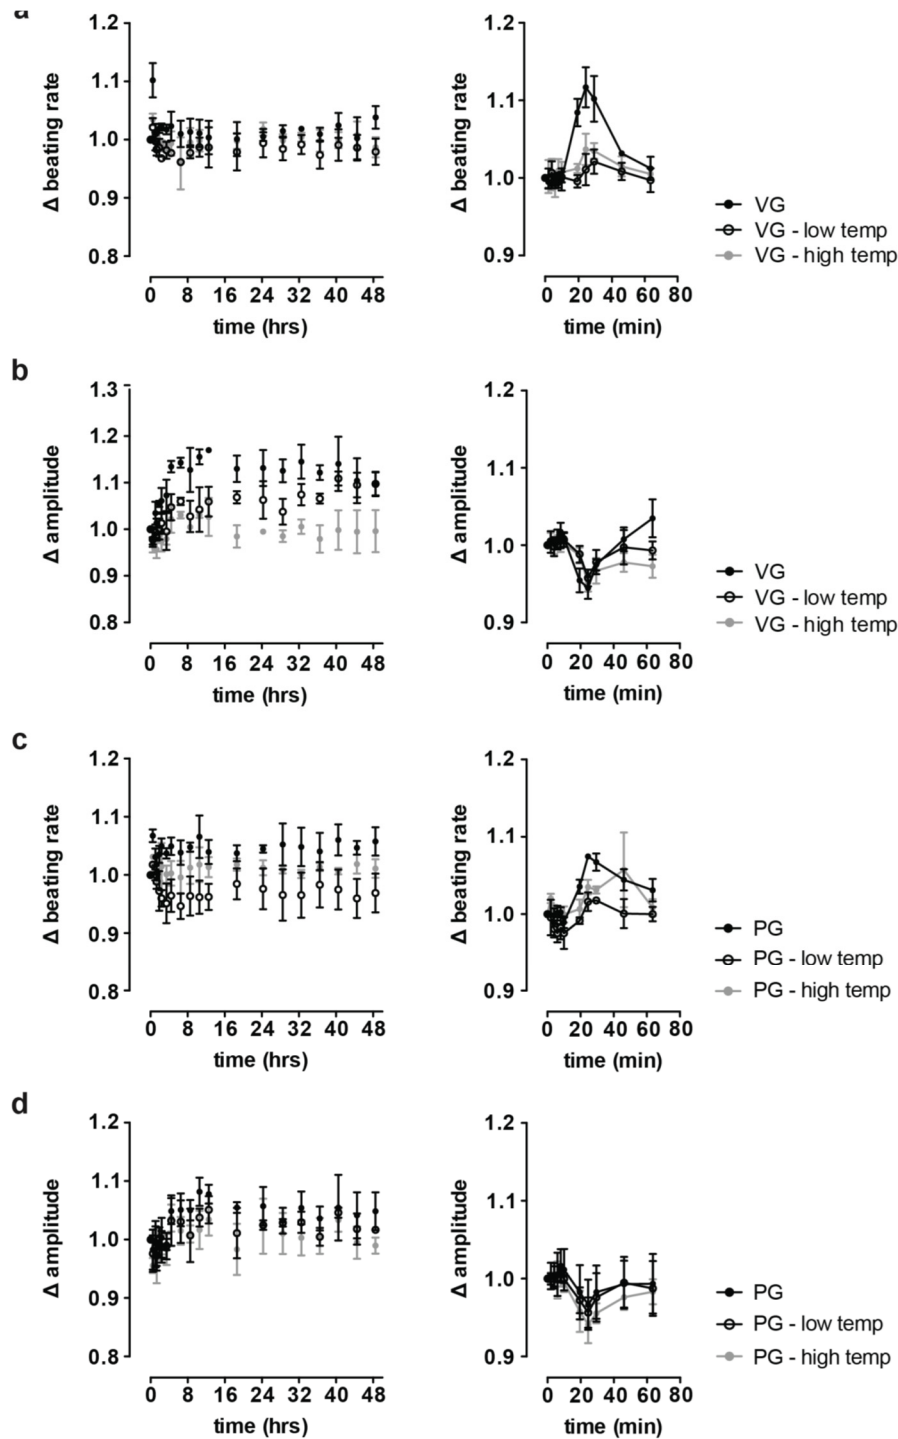 a
1.2
1.1
1.0
0.9
0.8
Δ beating rate
0 8 16 24 32 40 48
time (hrs)
1.2
1.1
1.0
0.9
Δ beating rate
0 20 40 60 80
time (min)
VG
VG - low temp
VG - high temp
b
1.3
1.2
1.1
1.0
0.9
0.8
Δ amplitude
0 8 16 24 32 40 48
time (hrs)
1.2
1.1
1.0
0.9
Δ amplitude
0 20 40 60 80
time (min)
VG
VG - low temp
VG - high temp
c
1.2
1.1
1.0
0.9
0.8
Δ beating rate
0 8 16 24 32 40 48
time (hrs)
1.2
1.1
1.0
0.9
Δ beating rate
0 20 40 60 80
time (min)
PG
PG - low temp
PG - high temp
d
1.2
1.1
1.0
0.9
0.8
Δ amplitude
0 8 16 24 32 40 48
time (hrs)
1.2
1.1
1.0
0.9
Δ amplitude
0 20 40 60 80
time (min)
PG
PG - low temp
PG - high temp